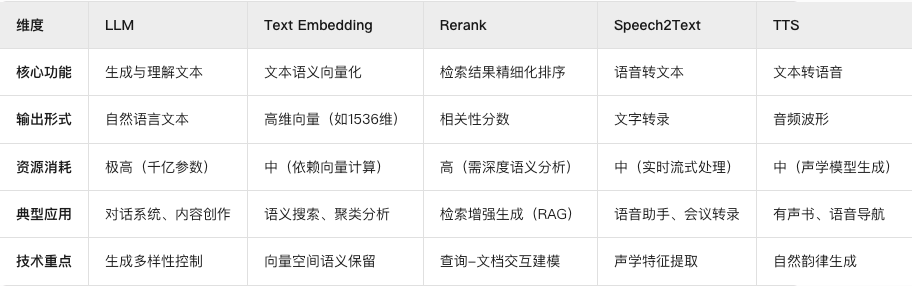 维度 LLM Text Embedding Rerank Speech2Text TTS
核心功能 生成与理解文本 文本语义向量化 检索结果精细化排序 语音转文本 文本转语音
输出形式 自然语言文本 高维向量（如1536维） 相关性分数 文字转录 音频波形
资源消耗 极高（千亿参数） 中（依赖向量计算） 高（需深度语义分析） 中（实时流式处理） 中（声学模型生成）
典型应用 对话系统、内容创作 语义搜索、聚类分析 检索增强生成（RAG） 语音助手、会议转录 有声书、语音导航
技术重点 生成多样性控制 向量空间语义保留 查询-文档交互建模 声学特征提取 自然韵律生成